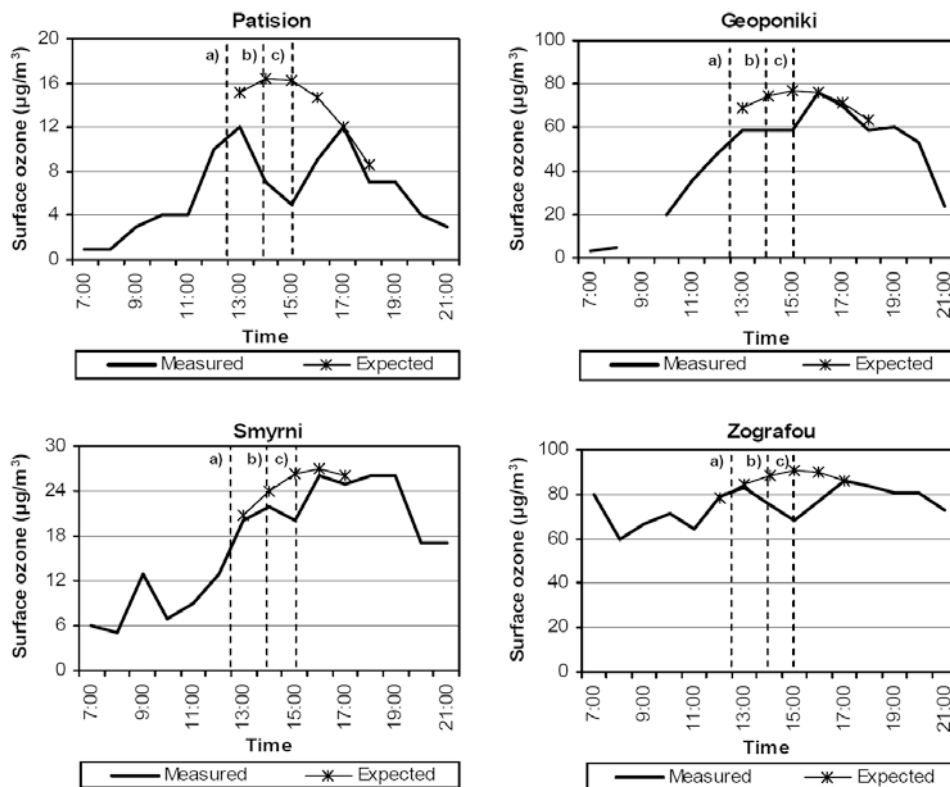 Patision
Surface ozone (µg/m³)
20
16
12
8
4
0
a)
b)
c)
7:00
9:00
11:00
13:00
15:00
17:00
19:00
21:00
Time
Measured
Expected
Geoponiki
Surface ozone (µg/m³)
100
80
60
40
20
0
a)
b)
c)
7:00
9:00
11:00
13:00
15:00
17:00
19:00
21:00
Time
Measured
Expected
Smyrni
Surface ozone (µg/m³)
30
24
18
12
6
0
a)
b)
c)
7:00
9:00
11:00
13:00
15:00
17:00
19:00
21:00
Time
Measured
Expected
Zografou
Surface ozone (µg/m³)
100
80
60
40
20
0
a)
b)
c)
7:00
9:00
11:00
13:00
15:00
17:00
19:00
21:00
Time
Measured
Expected